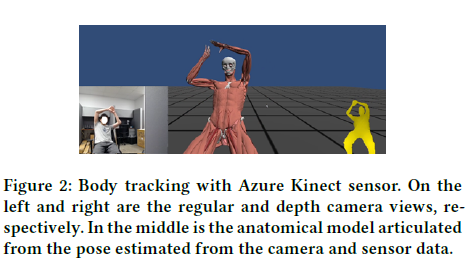 Figure 2: Body tracking with Azure Kinect sensor. On the
left and right are the regular and depth camera views, re-
spectively. In the middle is the anatomical model articulated
from the pose estimated from the camera and sensor data.